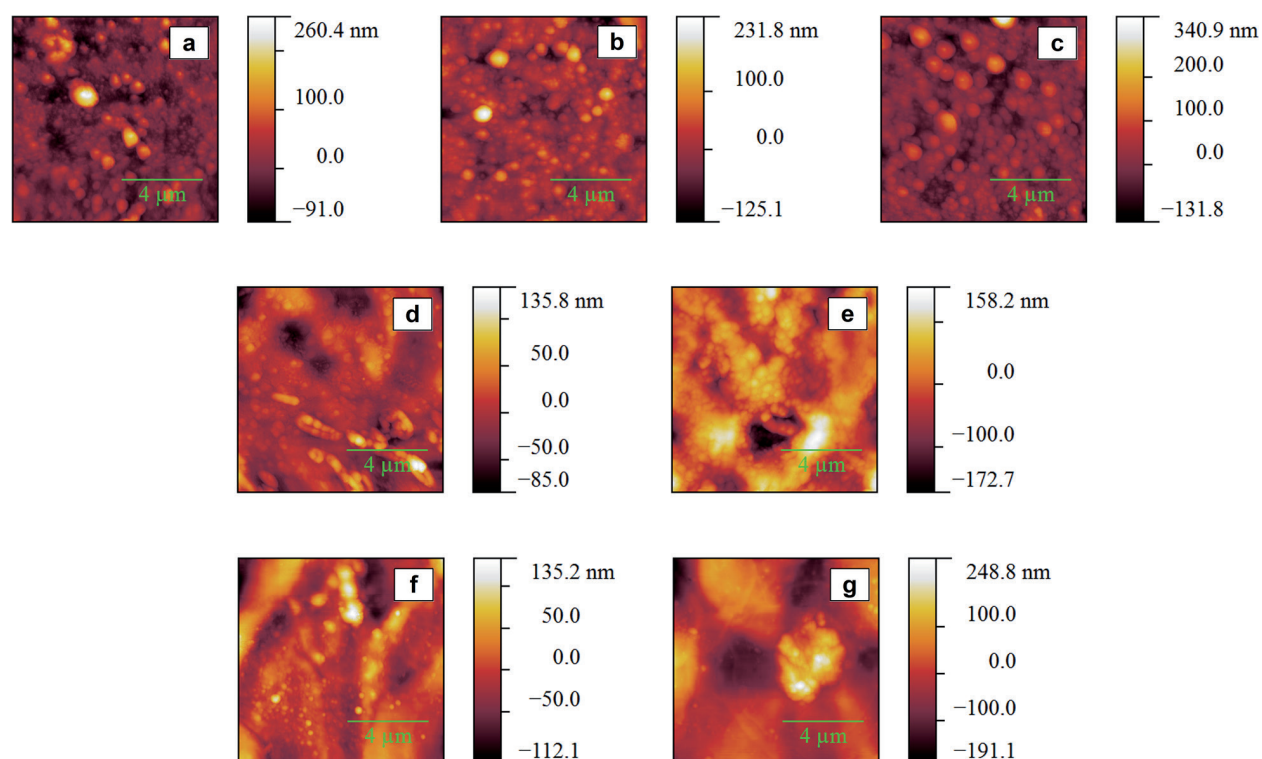 a
260.4 nm
100.0
0.0
−91.0
4 µm
b
231.8 nm
100.0
0.0
−125.1
4 µm
c
340.9 nm
200.0
100.0
0.0
−131.8
4 µm
d
135.8 nm
50.0
0.0
−50.0
−85.0
4 µm
e
158.2 nm
0.0
−100.0
−172.7
4 µm
f
135.2 nm
50.0
0.0
−50.0
−112.1
4 µm
g
248.8 nm
100.0
0.0
−100.0
−191.1
4 µm